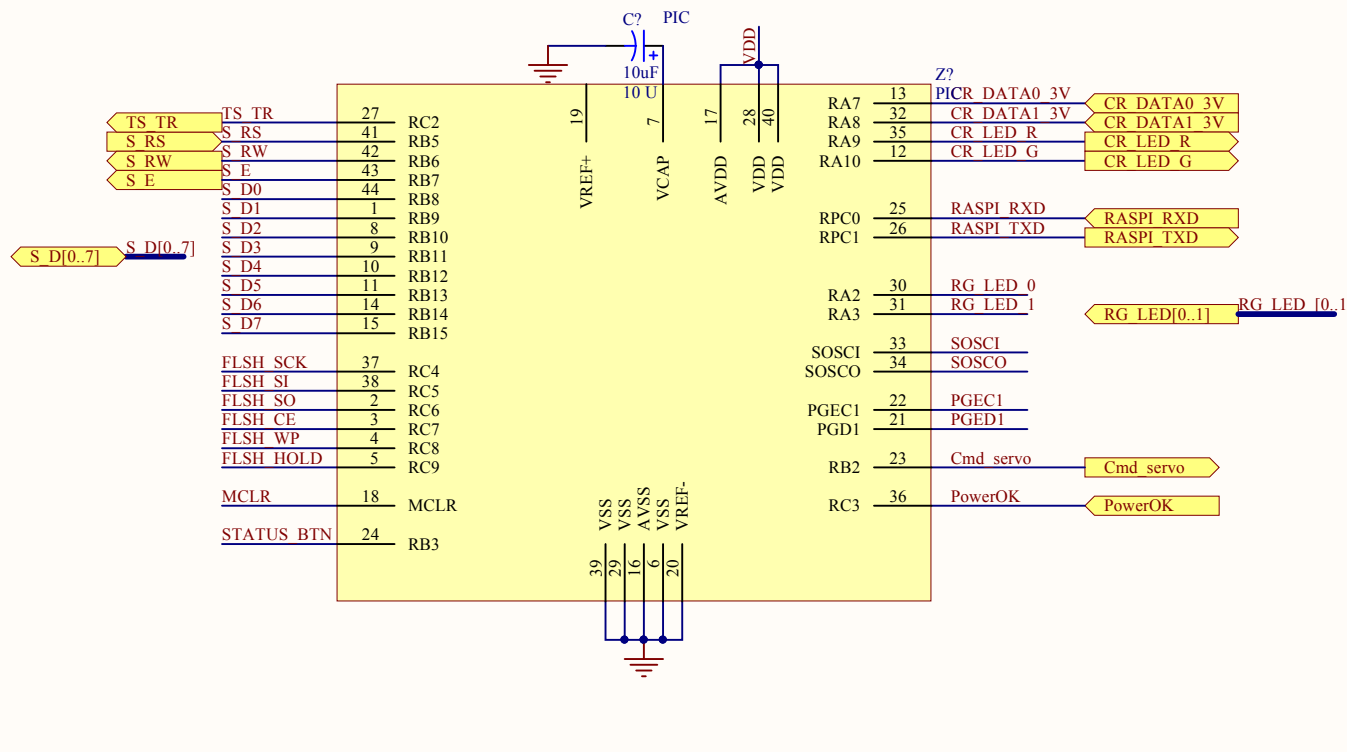 C? PIC
10uF
10 U
VDD
Z?
PIC
19 VREF+
7 VCAP
17 AVDD
28 VDD
40 VDD
TS_TR TS_TR 27 RC2
S_RS S_RS 41 RB5
S_RW S_RW 42 RB6
S_E S_E 43 RB7
S_D0 44 RB8
S_D1 1 RB9
S_D2 8 RB10
S_D[0..7] S_D[0..7]
S_D3 9 RB11
S_D4 10 RB12
S_D5 11 RB13
S_D6 14 RB14
S_D7 15 RB15
FLSH_SCK 37 RC4
FLSH_SI 38 RC5
FLSH_SO 2 RC6
FLSH_CE 3 RC7
FLSH_WP 4 RC8
FLSH_HOLD 5 RC9
MCLR 18 MCLR
STATUS_BTN 24 RB3
RA7 13 CR_DATA0_3V CR_DATA0_3V
RA8 32 CR_DATA1_3V CR_DATA1_3V
RA9 35 CR_LED_R CR_LED_R
RA10 12 CR_LED_G CR_LED_G
RPC0 25 RASPI_RXD RASPI_RXD
RPC1 26 RASPI_TXD RASPI_TXD
RA2 30 RG_LED_0
RA3 31 RG_LED_1
RG_LED[0..1] RG_LED_[0..1
SOSCI 33 SOSCI
SOSCO 34 SOSCO
PGEC1 22 PGEC1
PGD1 21 PGED1
RB2 23 Cmd_servo Cmd_servo
RC3 36 PowerOK PowerOK
VSS 39
VSS 29
AVSS 16
VSS 6
VREF- 20